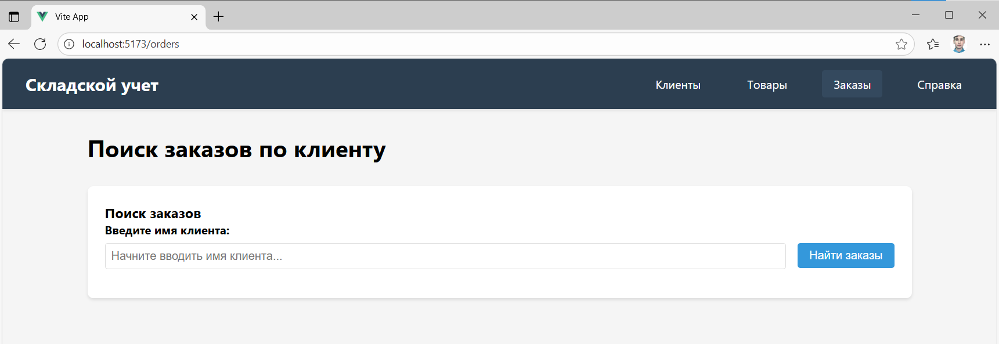 Vite App
localhost:5173/orders
Складской учет
Клиенты Товары Заказы Справка
Поиск заказов по клиенту
Поиск заказов
Введите имя клиента:
Начните вводить имя клиента... Найти заказы